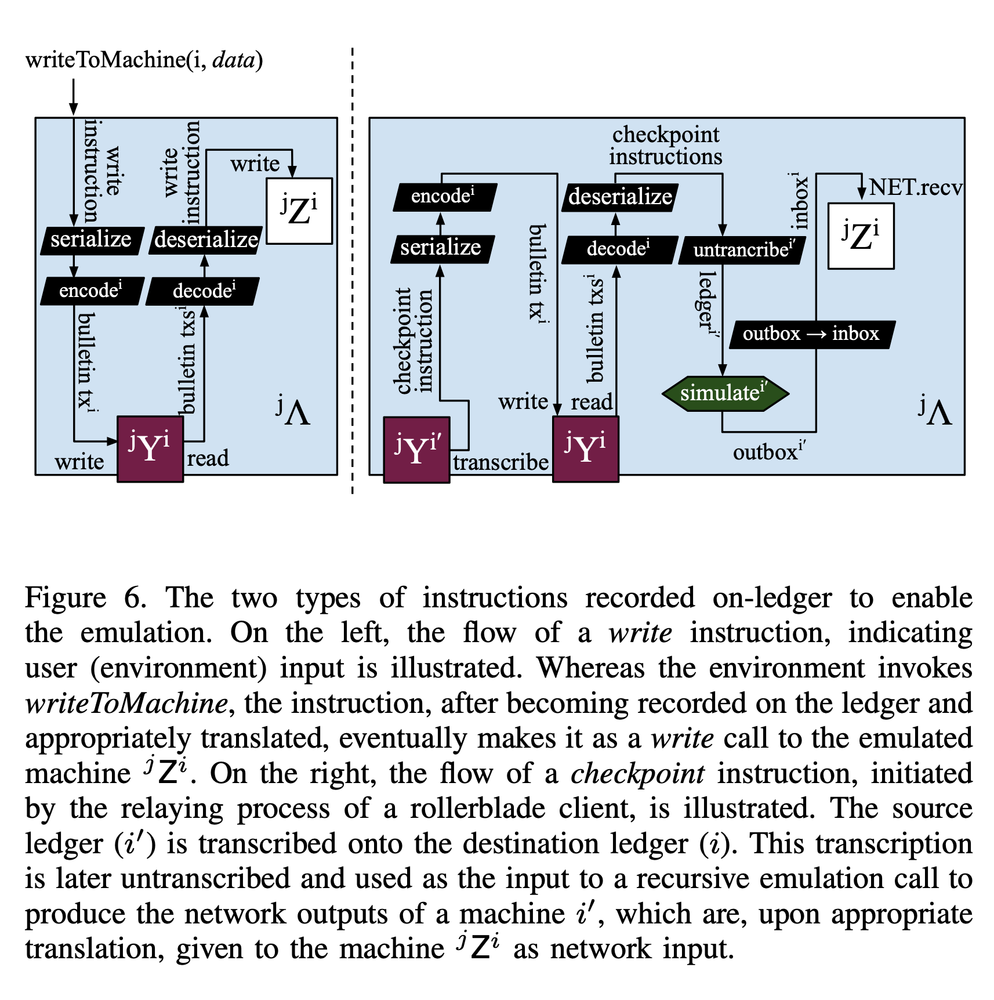 writeToMachine(i, data)
write
instruction
serialize
encodeⁱ
bulletin txⁱ
write
ʲYⁱ
read
bulletin txsⁱ
decodeⁱ
deserialize
write
instruction
write
ʲZⁱ
ʲΛ
ʲYⁱ′
transcribe
checkpoint
instruction
serialize
encodeⁱ
bulletin txⁱ
write
ʲYⁱ
read
bulletin txsⁱ
decodeⁱ
deserialize
checkpoint
instructions
untrancribeⁱ′
ledgerⁱ′
simulateⁱ′
outboxⁱ′
outbox → inbox
inboxⁱ
NET.recv
ʲZⁱ
ʲΛ
Figure 6. The two types of instructions recorded on-ledger to enable
the emulation. On the left, the flow of a write instruction, indicating
user (environment) input is illustrated. Whereas the environment invokes
writeToMachine, the instruction, after becoming recorded on the ledger and
appropriately translated, eventually makes it as a write call to the emulated
machine ʲZⁱ. On the right, the flow of a checkpoint instruction, initiated
by the relaying process of a rollerblade client, is illustrated. The source
ledger (i′) is transcribed onto the destination ledger (i). This transcription
is later untranscribed and used as the input to a recursive emulation call to
produce the network outputs of a machine i′, which are, upon appropriate
translation, given to the machine ʲZⁱ as network input.